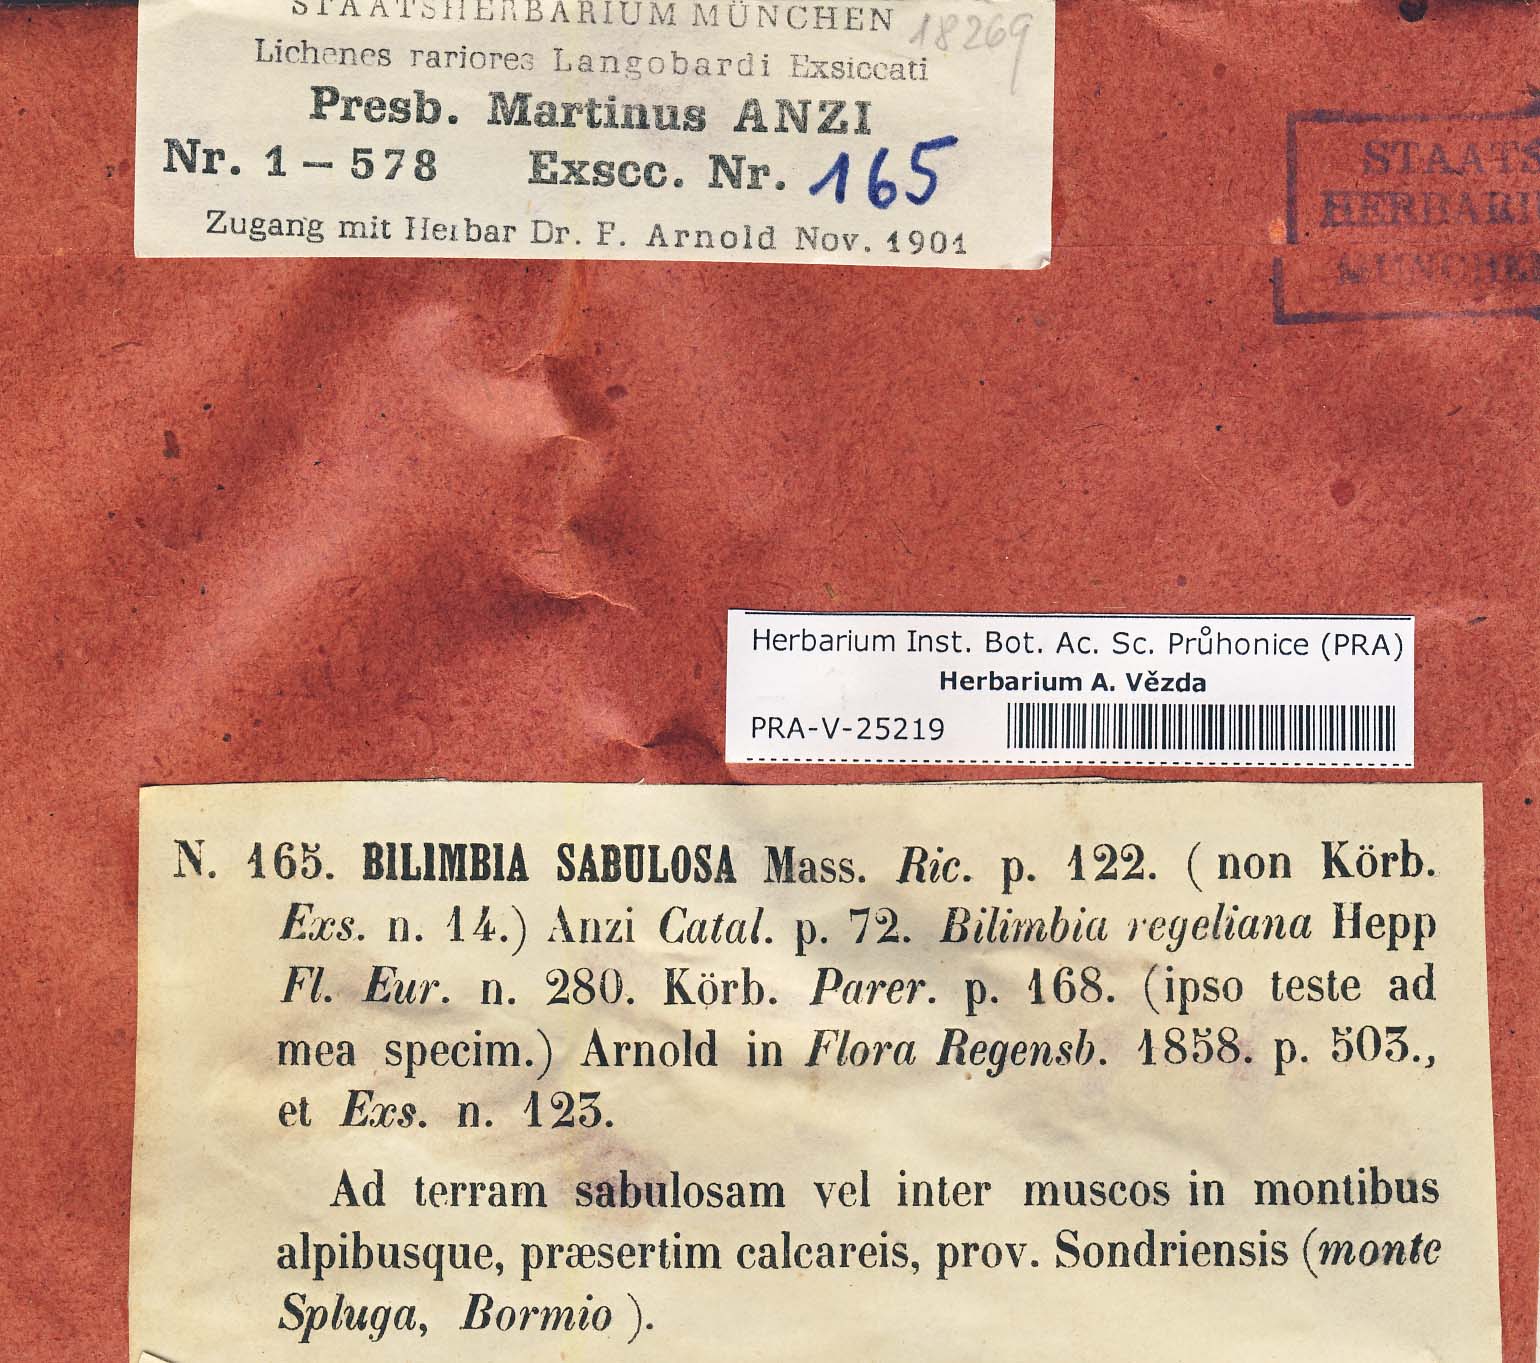 STAATSHERBARIUM MÜNCHEN
18269
Lichenes rariores Langobardi Exsiccati
Presb. Martinus ANZI
Nr. 1 – 578 Exscc. Nr. 165
Zugang mit Herbar Dr. F. Arnold Nov. 1901
STAATS
HERBARI
MÜNCHE
Herbarium Inst. Bot. Ac. Sc. Průhonice (PRA)
Herbarium A. Vězda
PRA-V-25219
N. 165. BILIMBIA SABULOSA Mass. Ric. p. 122. ( non Körb.
Exs. n. 14.) Anzi Catal. p. 72. Bilimbia regeliana Hepp
Fl. Eur. n. 280. Körb. Parer. p. 168. (ipso teste ad
mea specim.) Arnold in Flora Regensb. 1858. p. 503.,
et Exs. n. 123.
Ad terram sabulosam vel inter muscos in montibus
alpibusque, præsertim calcareis, prov. Sondriensis (monte
Spluga, Bormio ).